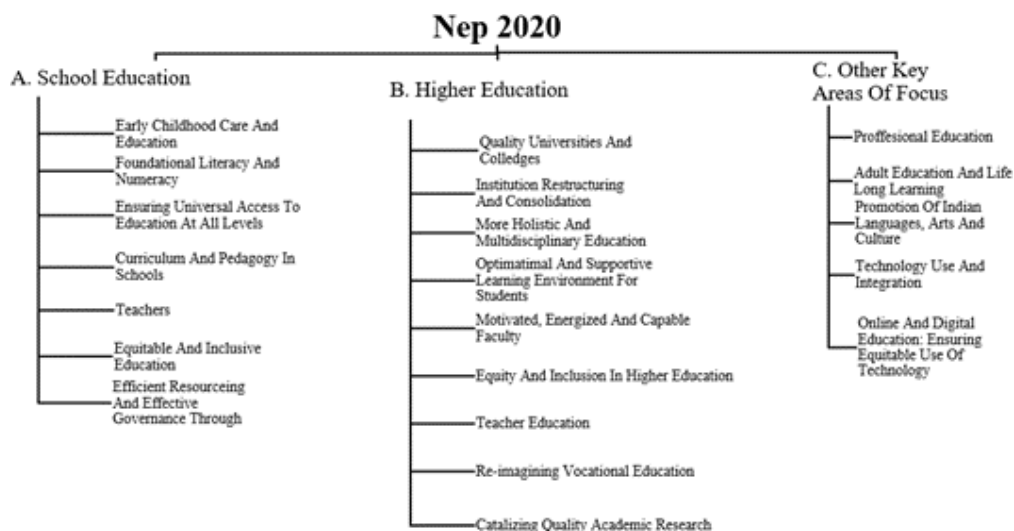 Nep 2020
A. School Education
Early Childhood Care And
Education
Foundational Literacy And
Numeracy
Ensuring Universal Access To
Education At All Levels
Curriculum And Pedagogy In
Schools
Teachers
Equitable And Inclusive
Education
Efficient Resourceing
And Effective
Governance Through
B. Higher Education
Quality Universities And
Colledges
Institution Restructuring
And Consolidation
More Holistic And
Multidisciplinary Education
Optimatimal And Supportive
Learning Environment For
Students
Motivated, Energized And Capable
Faculty
Equity And Inclusion In Higher Education
Teacher Education
Re-imagining Vocational Education
Catalizing Quality Academic Research
C. Other Key
Areas Of Focus
Proffesional Education
Adult Education And Life
Long Learning
Promotion Of Indian
Languages, Arts And
Culture
Technology Use And
Integration
Online And Digital
Education: Ensuring
Equitable Use Of
Technology